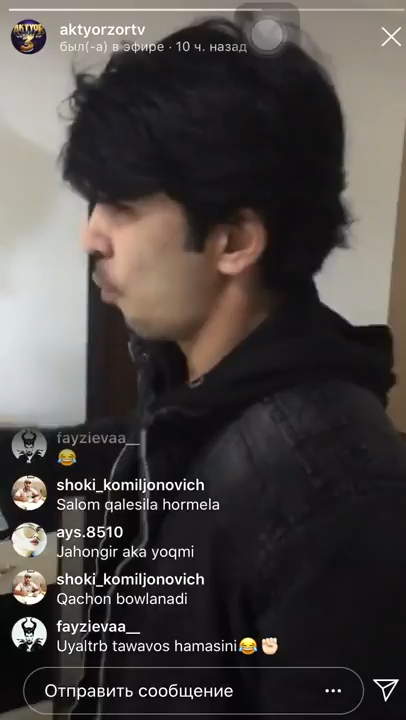 AKTYOR
aktyorzortv
был(-а) в эфире · 10 ч. назад
fayzievaa__
😂
shoki_komiljonovich
Salom qalesila hormela
ays.8510
Jahongir aka yoqmi
shoki_komiljonovich
Qachon bowlanadi
fayzievaa__
Uyaltrb tawavos hamasini😂✊🏻
Отправить сообщение